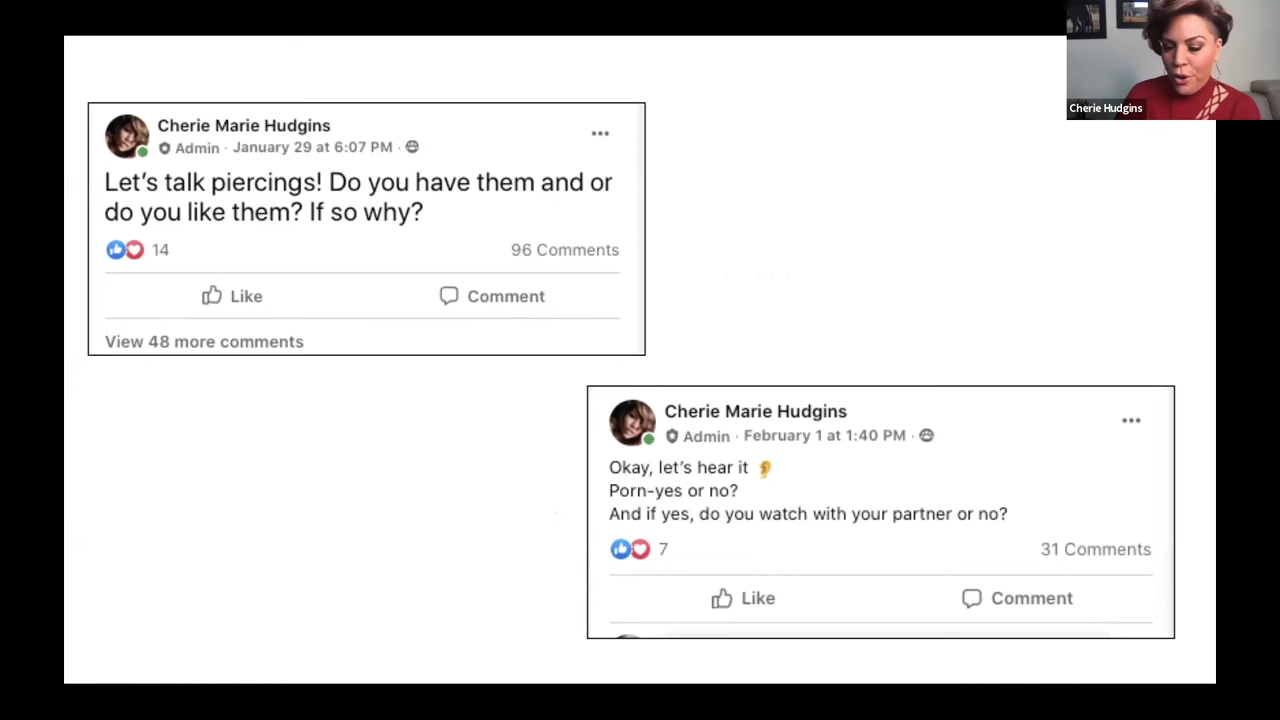 Cherie Hudgins
Cherie Marie Hudgins
Admin · January 29 at 6:07 PM ·
Let's talk piercings! Do you have them and or
do you like them? If so why?
14 96 Comments
Like Comment
View 48 more comments
Cherie Marie Hudgins
Admin · February 1 at 1:40 PM ·
Okay, let's hear it 👂
Porn-yes or no?
And if yes, do you watch with your partner or no?
7 31 Comments
Like Comment